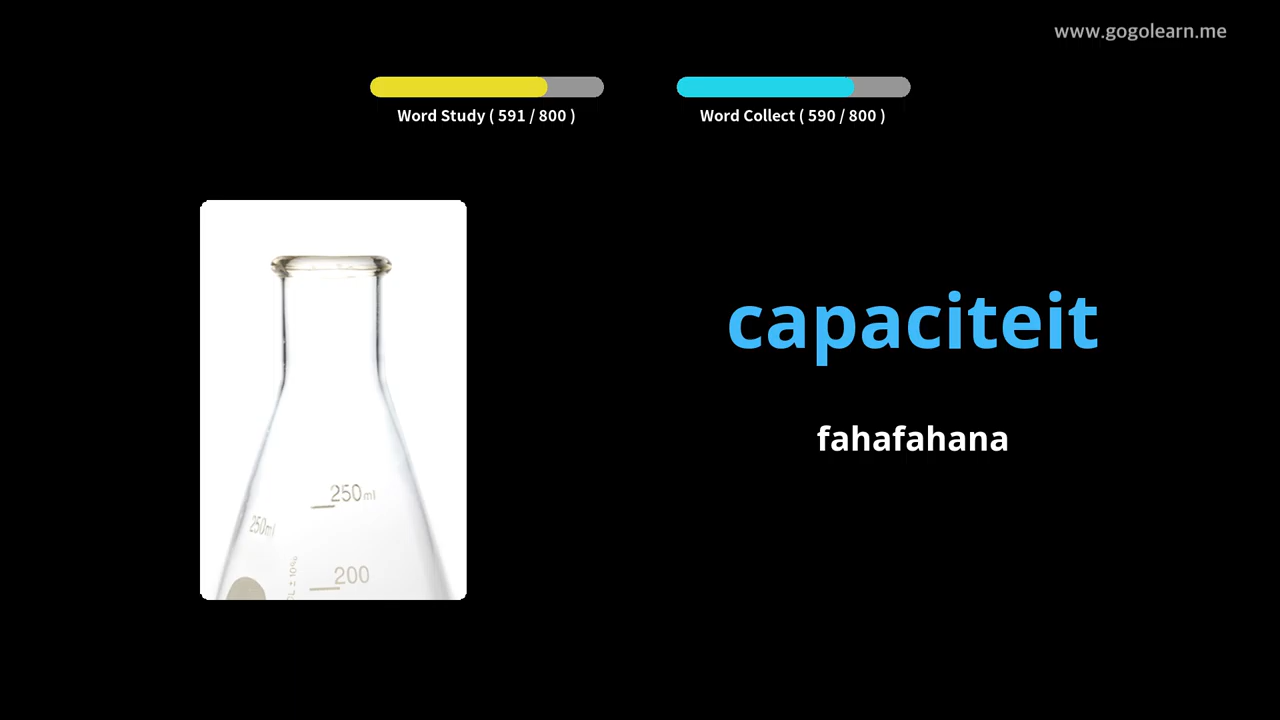 www.gogolearn.me
Word Study ( 591 / 800 )
Word Collect ( 590 / 800 )
capaciteit
fahafahana
250ml
250ml
200